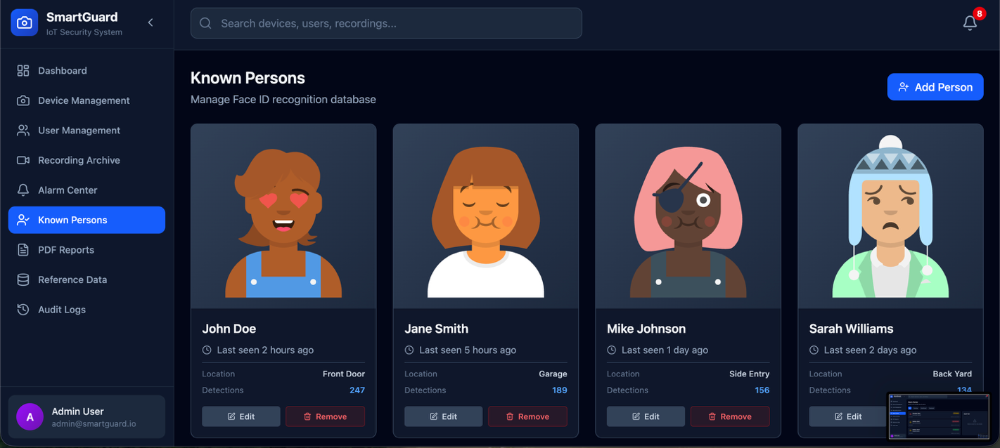 SmartGuard
IoT Security System
Search devices, users, recordings...
8
Dashboard
Device Management
User Management
Recording Archive
Alarm Center
Known Persons
PDF Reports
Reference Data
Audit Logs
A
Admin User
admin@smartguard.io
Known Persons
Manage Face ID recognition database
Add Person
John Doe
Last seen 2 hours ago
Location Front Door
Detections 247
Edit Remove
Jane Smith
Last seen 5 hours ago
Location Garage
Detections 189
Edit Remove
Mike Johnson
Last seen 1 day ago
Location Side Entry
Detections 156
Edit Remove
Sarah Williams
Last seen 2 days ago
Location Back Yard
Detections 134
Edit